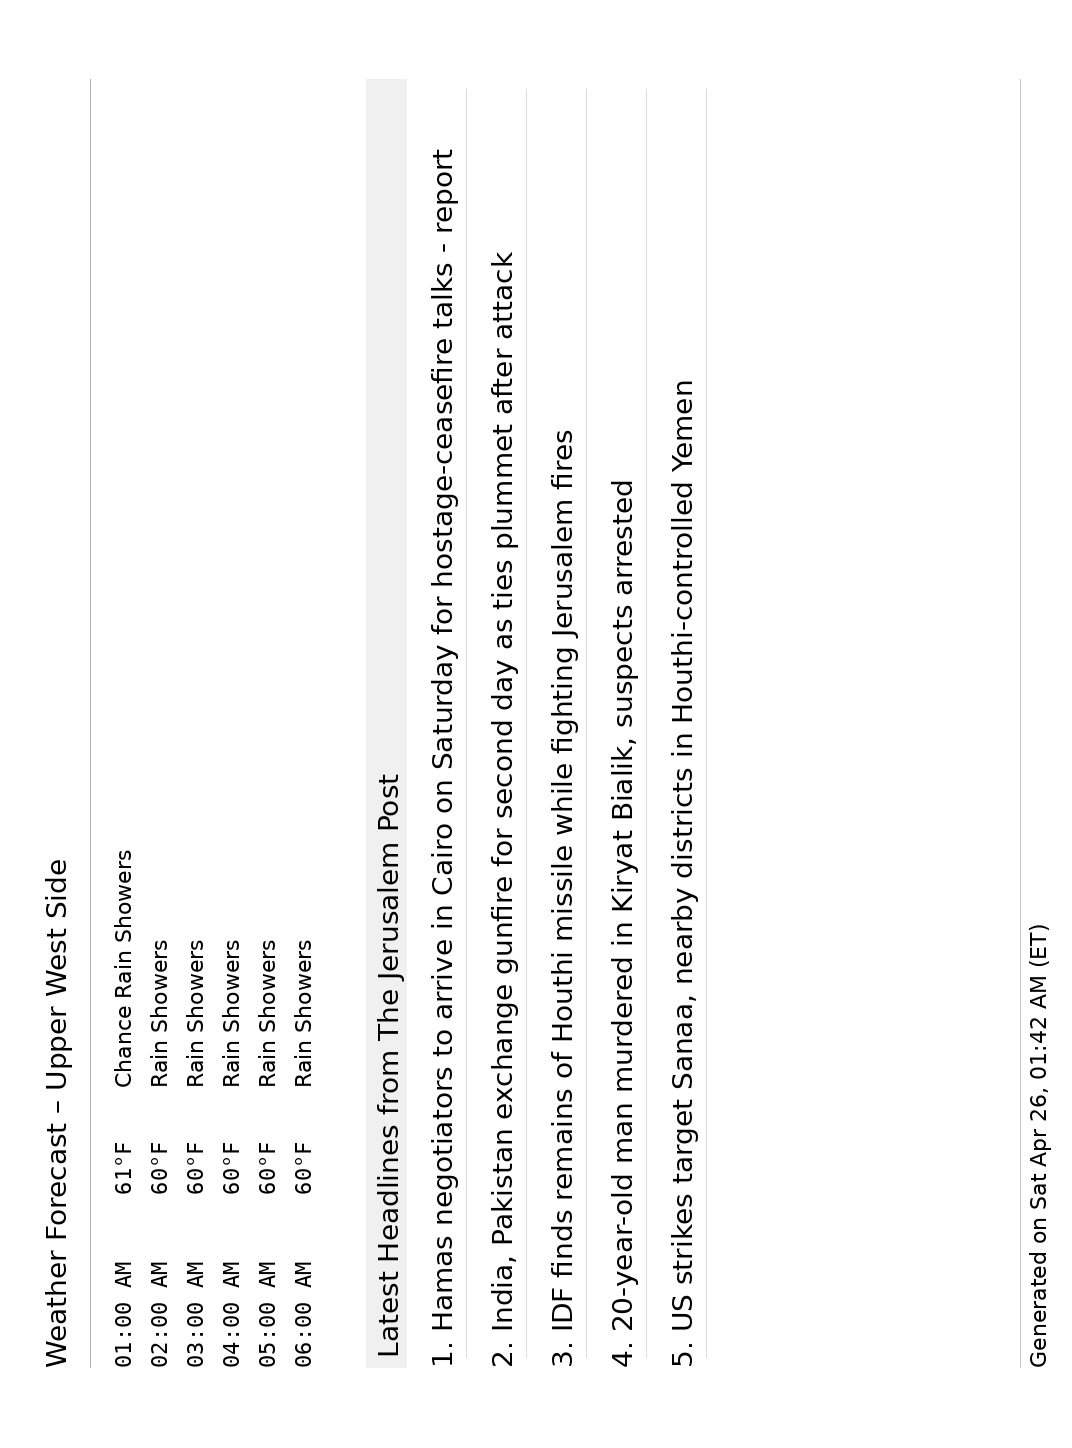 Weather Forecast – Upper West Side
01:00 AM 61°F Chance Rain Showers
02:00 AM 60°F Rain Showers
03:00 AM 60°F Rain Showers
04:00 AM 60°F Rain Showers
05:00 AM 60°F Rain Showers
06:00 AM 60°F Rain Showers
Latest Headlines from The Jerusalem Post
1. Hamas negotiators to arrive in Cairo on Saturday for hostage-ceasefire talks - report
2. India, Pakistan exchange gunfire for second day as ties plummet after attack
3. IDF finds remains of Houthi missile while fighting Jerusalem fires
4. 20-year-old man murdered in Kiryat Bialik, suspects arrested
5. US strikes target Sanaa, nearby districts in Houthi-controlled Yemen
Generated on Sat Apr 26, 01:42 AM (ET)